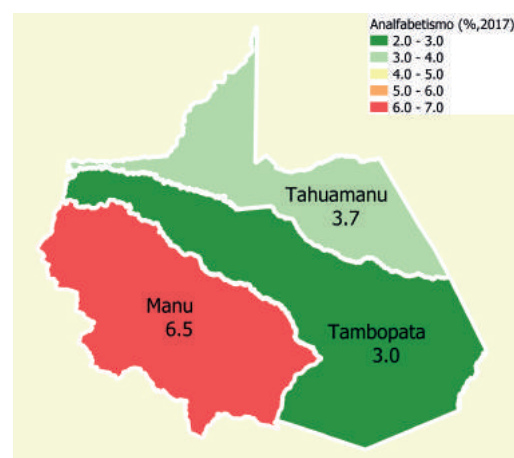 Analfabetismo (%,2017)
2.0 - 3.0
3.0 - 4.0
4.0 - 5.0
5.0 - 6.0
6.0 - 7.0
Tahuamanu
3.7
Manu
6.5
Tambopata
3.0